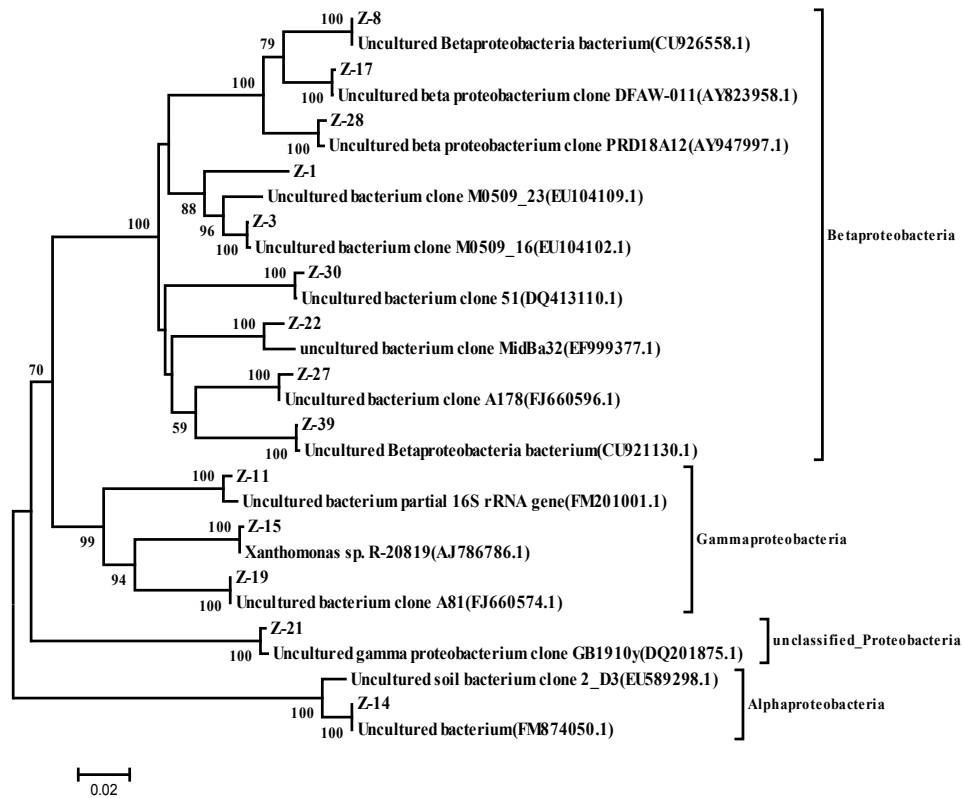 100
Z-8
Uncultured Betaproteobacteria bacterium(CU926558.1)
79
Z-17
100
Uncultured beta proteobacterium clone DFAW-011(AY823958.1)
100
Z-28
100
Uncultured beta proteobacterium clone PRD18A12(AY947997.1)
Z-1
88
Uncultured bacterium clone M0509_23(EU104109.1)
96
Z-3
100
Uncultured bacterium clone M0509_16(EU104102.1)
100
100
Z-30
Uncultured bacterium clone 51(DQ413110.1)
100
Z-22
uncultured bacterium clone MidBa32(EF999377.1)
100
Z-27
Uncultured bacterium clone A178(FJ660596.1)
59
Z-39
100
Uncultured Betaproteobacteria bacterium(CU921130.1)
Betaproteobacteria
70
100
Z-11
Uncultured bacterium partial 16S rRNA gene(FM201001.1)
99
100
Z-15
Xanthomonas sp. R-20819(AJ786786.1)
94
Z-19
100
Uncultured bacterium clone A81(FJ660574.1)
Gammaproteobacteria
Z-21
100
Uncultured gamma proteobacterium clone GB1910y(DQ201875.1)
unclassified_Proteobacteria
Uncultured soil bacterium clone 2_D3(EU589298.1)
100
Z-14
100
Uncultured bacterium(FM874050.1)
Alphaproteobacteria
0.02